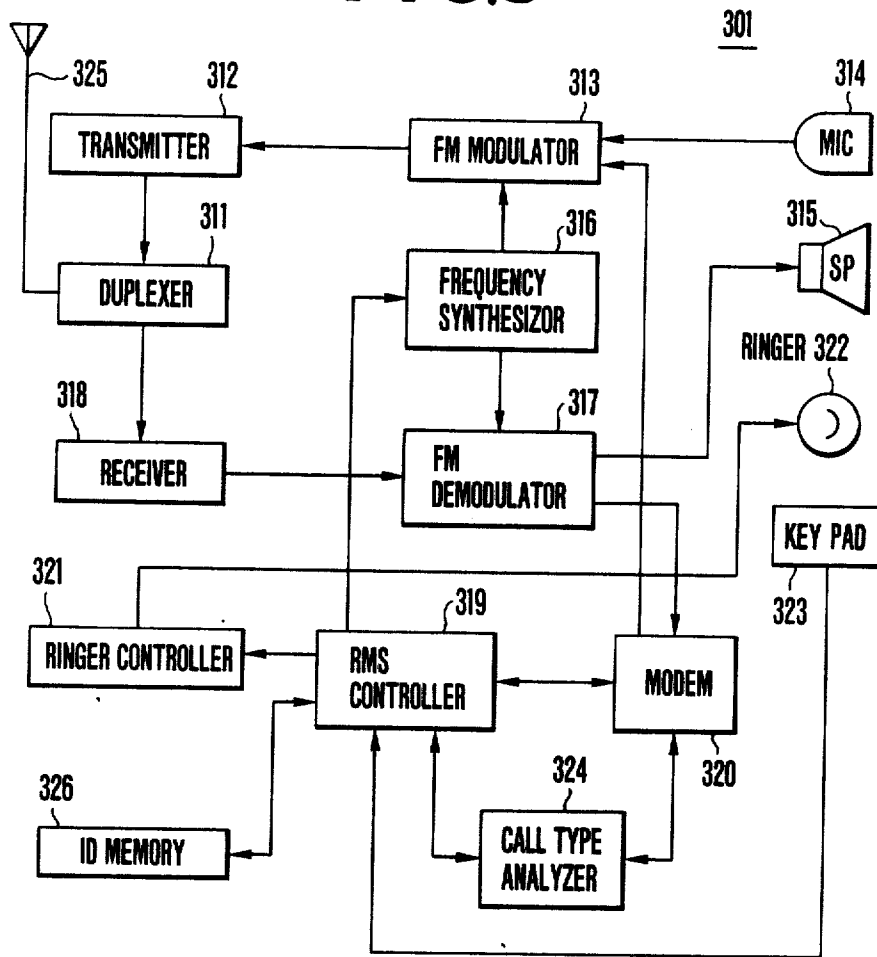 301
325
312
313
314
TRANSMITTER
FM MODULATOR
MIC
311
316
315
DUPLEXER
FREQUENCY
SYNTHESIZOR
SP
RINGER 322
318
317
RECEIVER
FM
DEMODULATOR
KEY PAD
323
321
319
RINGER CONTROLLER
RMS
CONTROLLER
MODEM
320
326
324
ID MEMORY
CALL TYPE
ANALYZER